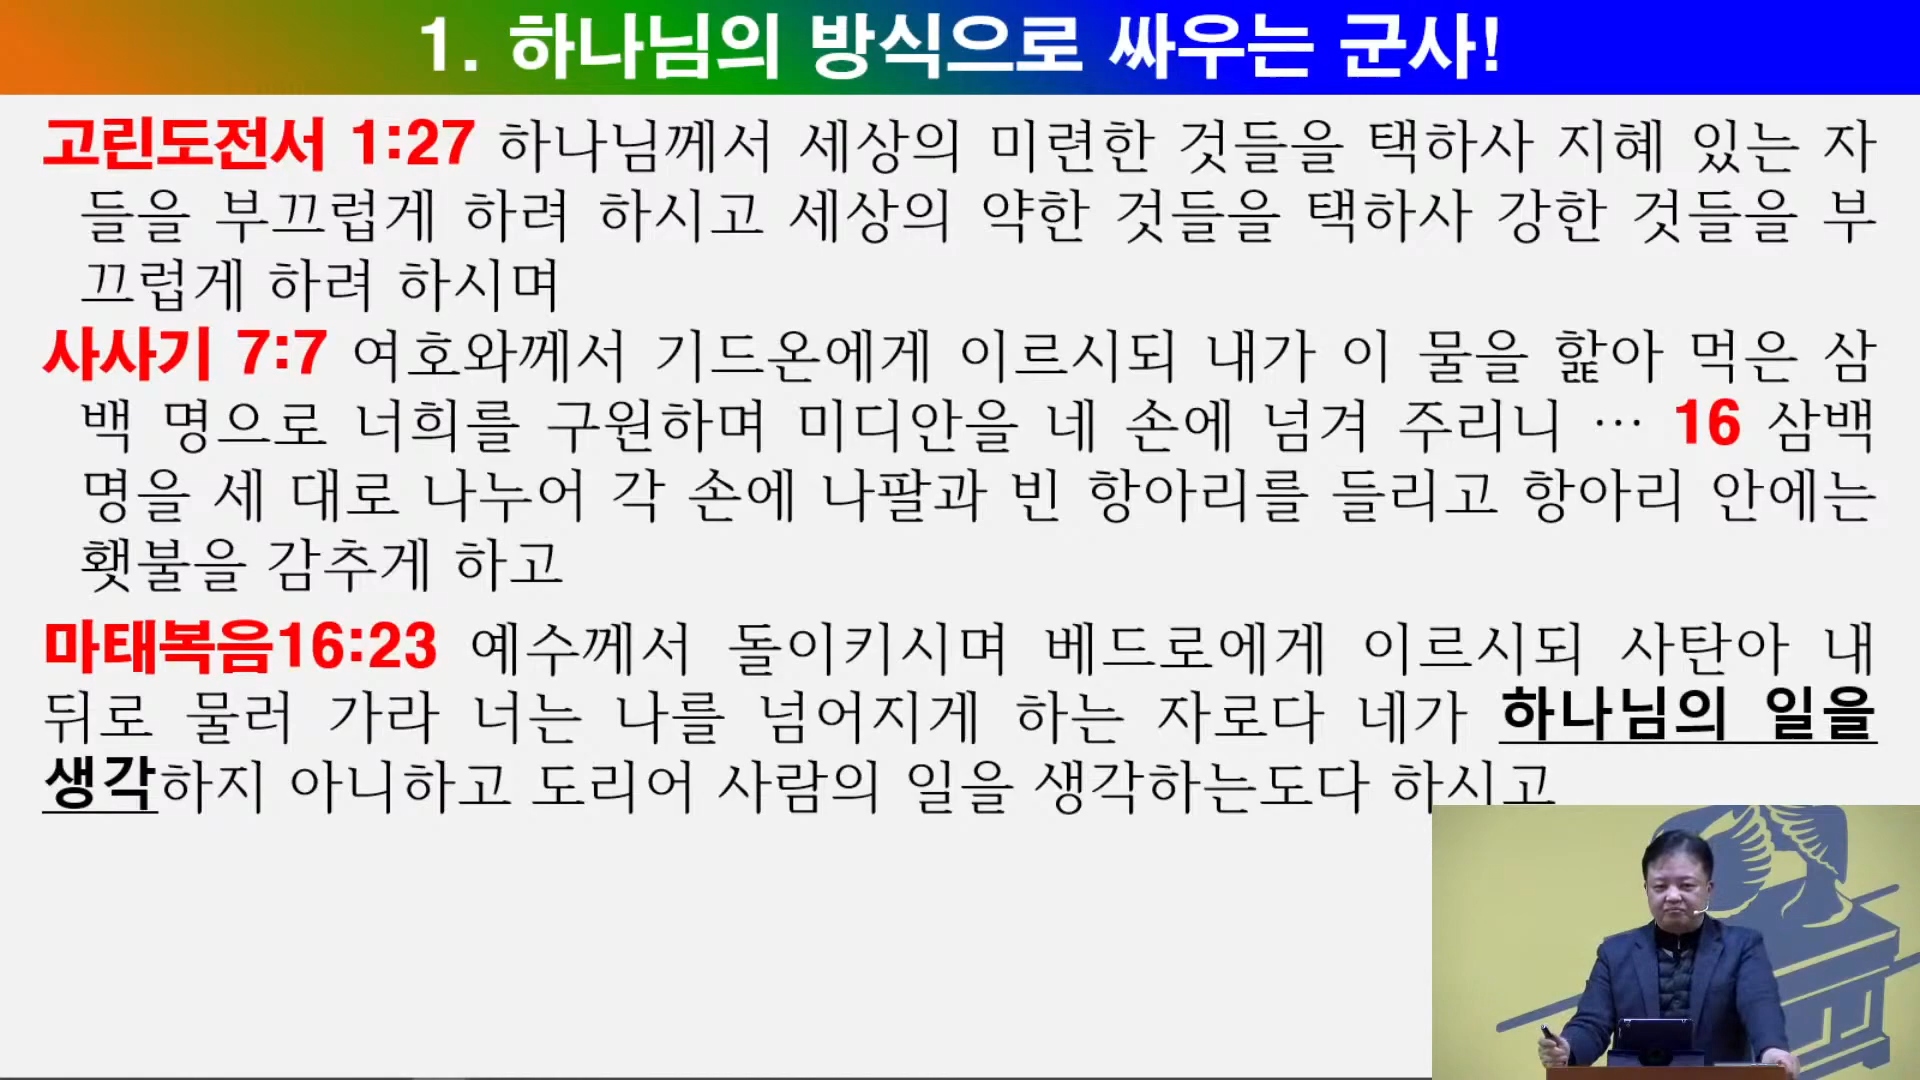 1. 하나님의 방식으로 싸우는 군사!
고린도전서 1:27 하나님께서 세상의 미련한 것들을 택하사 지혜 있는 자
들을 부끄럽게 하려 하시고 세상의 약한 것들을 택하사 강한 것들을 부
끄럽게 하려 하시며
사사기 7:7 여호와께서 기드온에게 이르시되 내가 이 물을 핥아 먹은 삼
백 명으로 너희를 구원하며 미디안을 네 손에 넘겨 주리니 … 16 삼백
명을 세 대로 나누어 각 손에 나팔과 빈 항아리를 들리고 항아리 안에는
횃불을 감추게 하고
마태복음16:23 예수께서 돌이키시며 베드로에게 이르시되 사탄아 내
뒤로 물러 가라 너는 나를 넘어지게 하는 자로다 네가 하나님의 일을
생각하지 아니하고 도리어 사람의 일을 생각하는도다 하시고